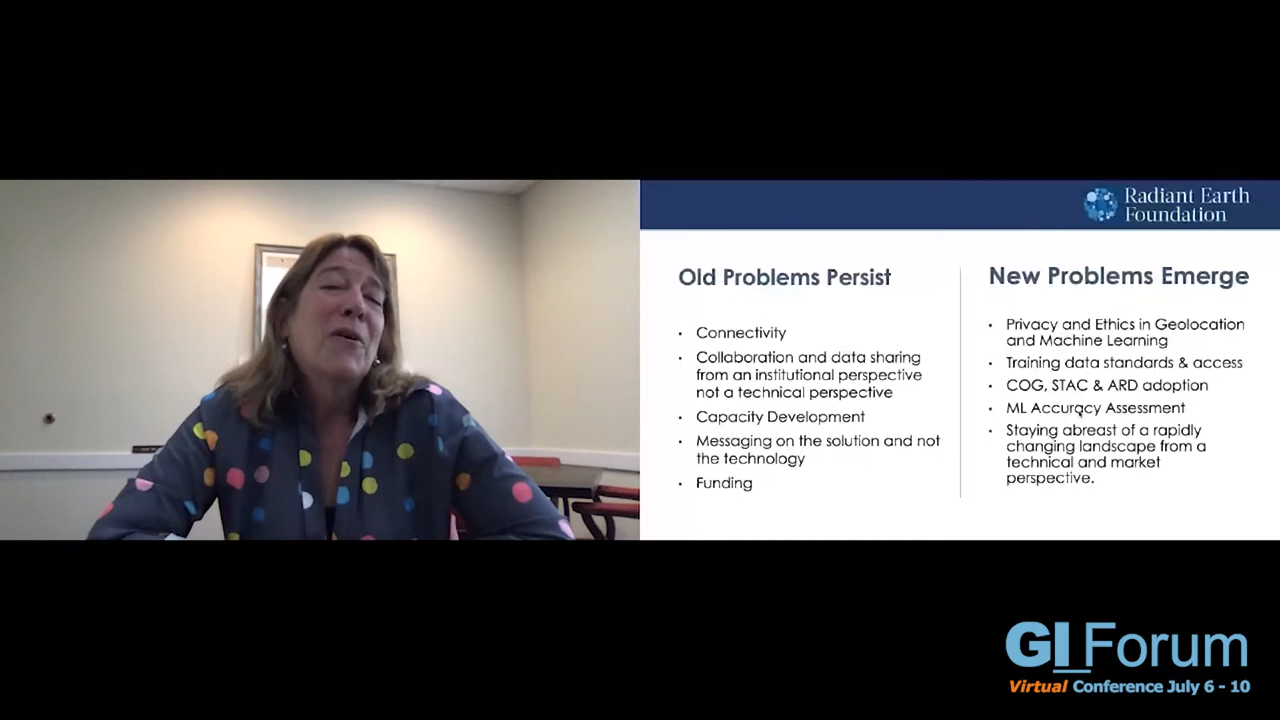 Radiant Earth
Foundation
Old Problems Persist
• Connectivity
• Collaboration and data sharing
from an institutional perspective
not a technical perspective
• Capacity Development
• Messaging on the solution and not
the technology
• Funding
New Problems Emerge
• Privacy and Ethics in Geolocation
and Machine Learning
• Training data standards & access
• COG, STAC & ARD adoption
• ML Accuracy Assessment
• Staying abreast of a rapidly
changing landscape from a
technical and market
perspective.
GI_Forum
Virtual Conference July 6 - 10